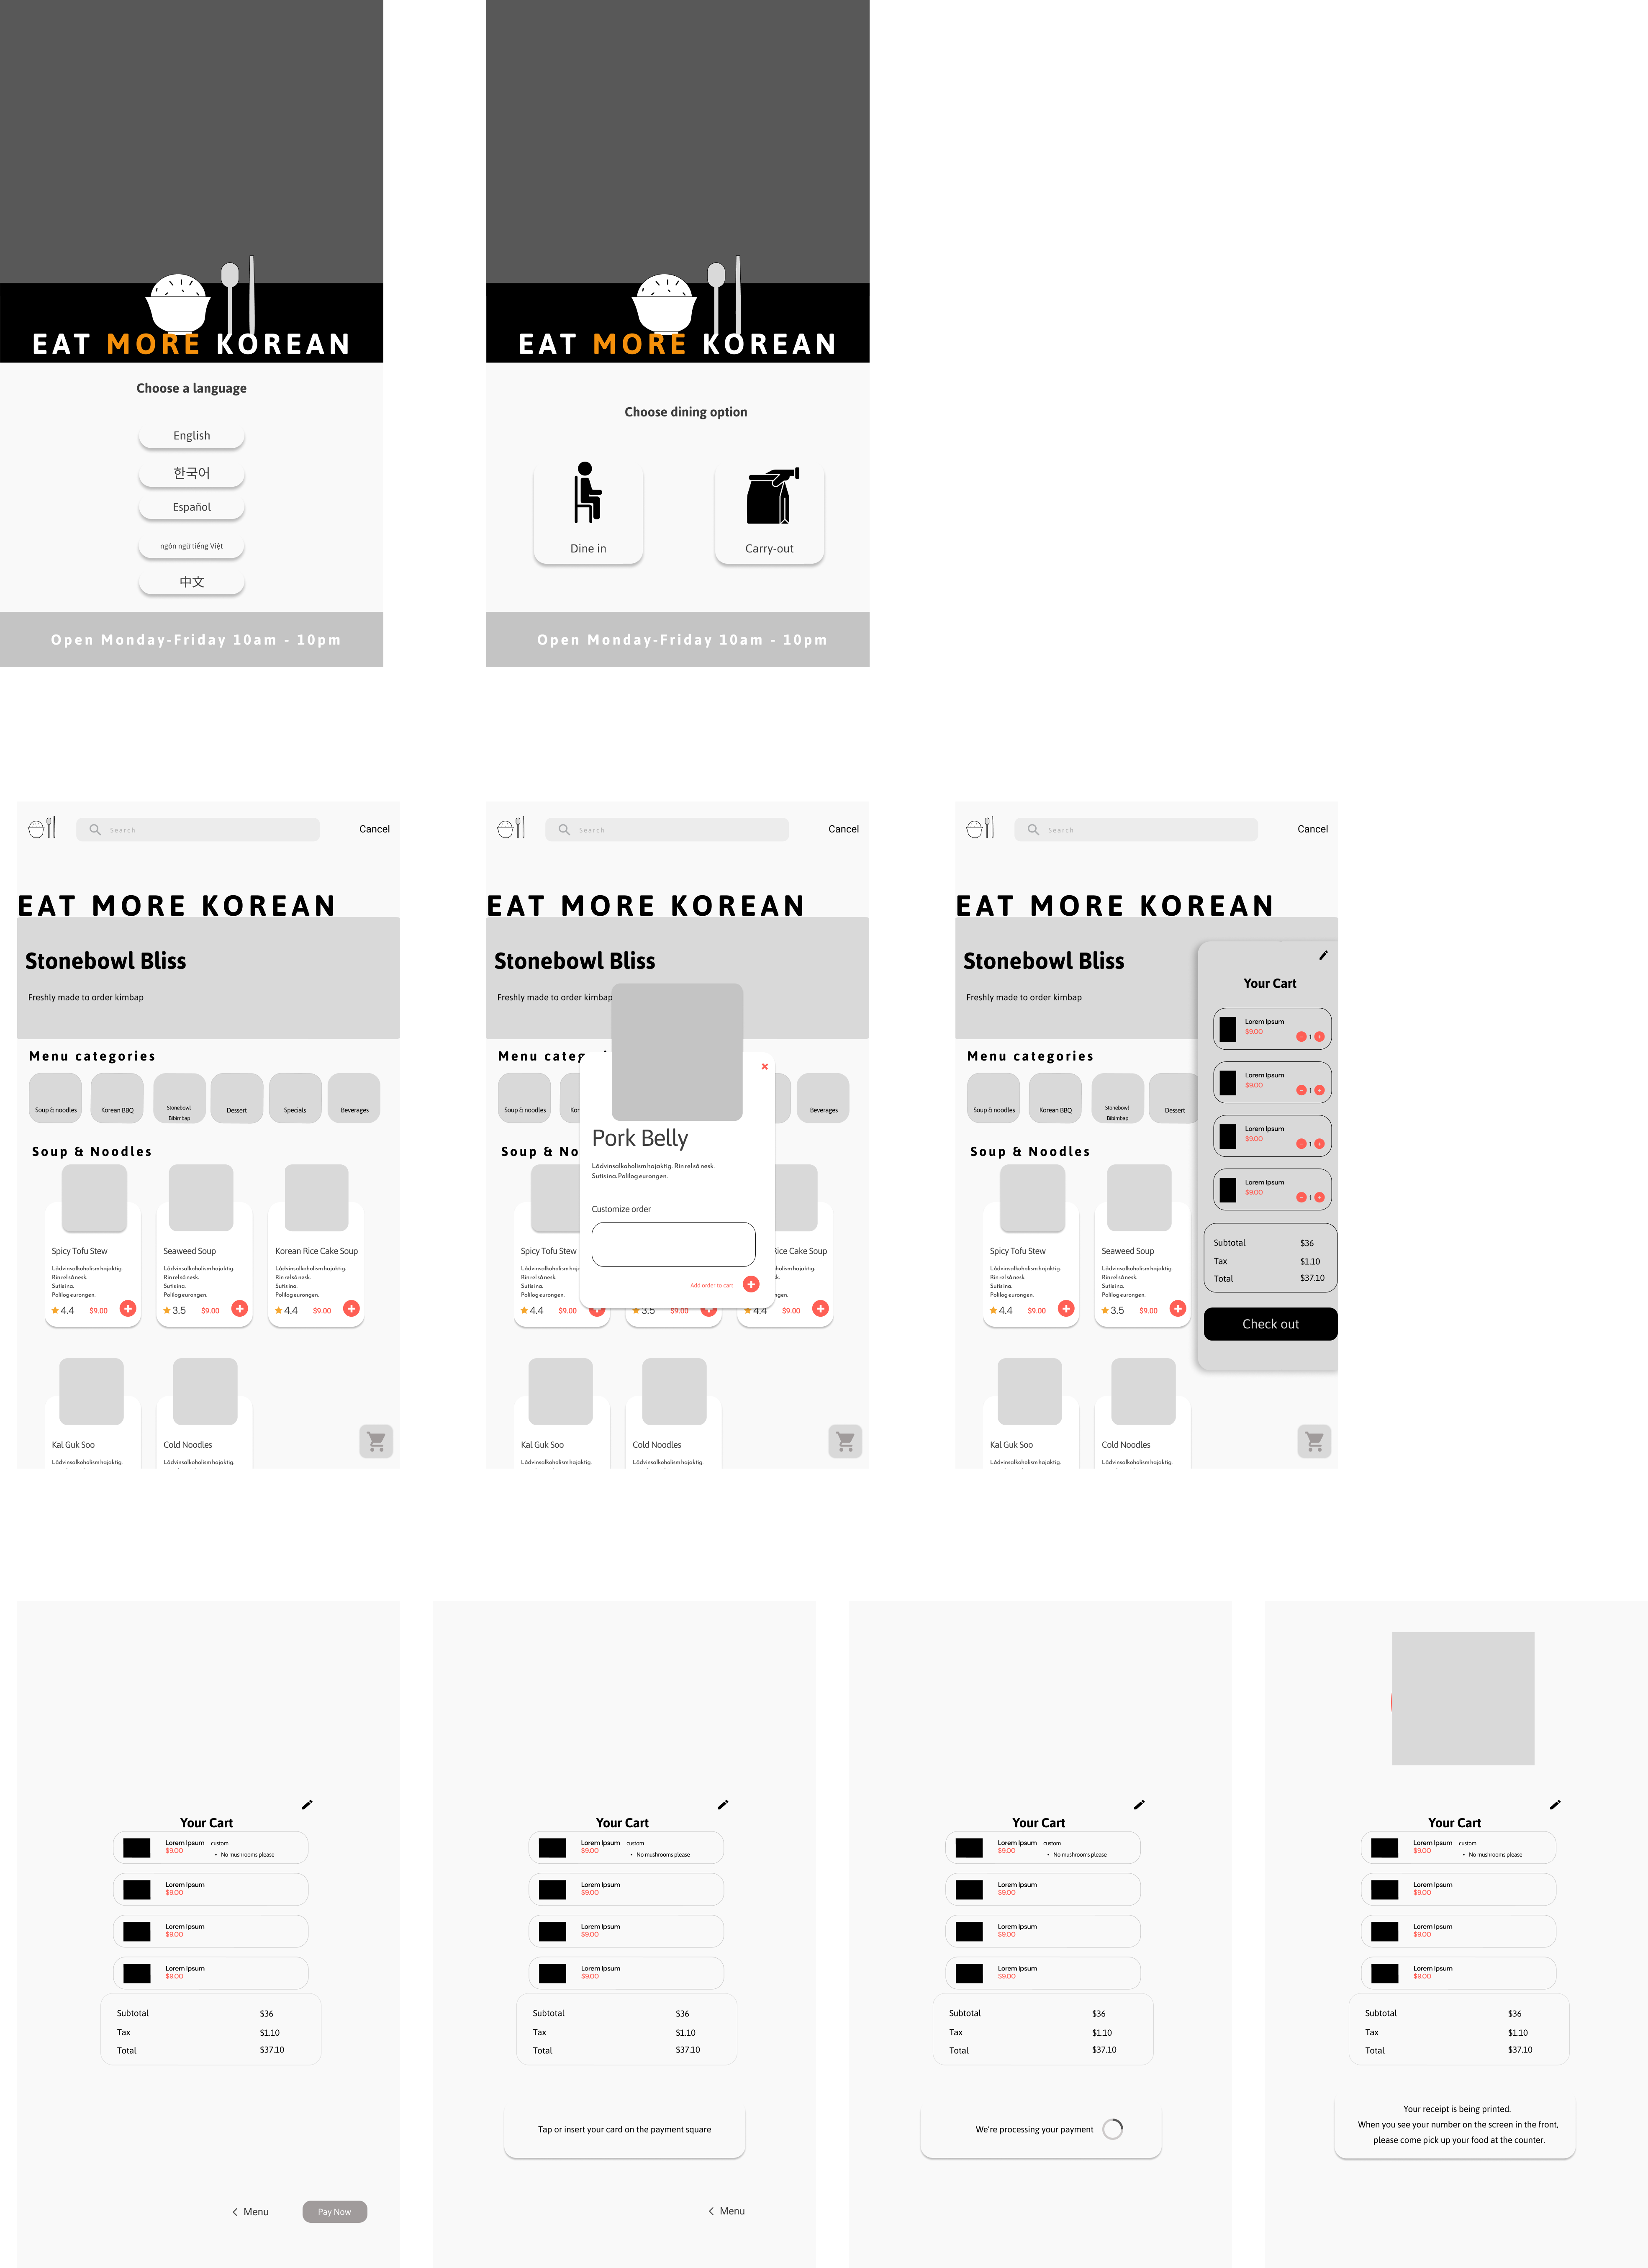 EAT MORE KOREAN
Choose a language
English
한국어
Español
ngôn ngữ tiếng Việt
中文
Open Monday-Friday 10am - 10pm
EAT MORE KOREAN
Choose dining option
Dine in
Carry-out
Open Monday-Friday 10am - 10pm
Search
Cancel
EAT MORE KOREAN
Stonebowl Bliss
Freshly made to order kimbap
Menu categories
Soup & noodles
Korean BBQ
Stonebowl
Bibimbap
Dessert
Specials
Beverages
Soup & Noodles
Spicy Tofu Stew
Lådvinsalkoholism hajaktig.
Rin rel så nesk.
Sutis ina.
Polilog eurongen.
4.4
$9.00
Seaweed Soup
Lådvinsalkoholism hajaktig.
Rin rel så nesk.
Sutis ina.
Polilog eurongen.
3.5
$9.00
Korean Rice Cake Soup
Lådvinsalkoholism hajaktig.
Rin rel så nesk.
Sutis ina.
Polilog eurongen.
4.4
$9.00
Kal Guk Soo
Lådvinsalkoholism hajaktig.
Cold Noodles
Lådvinsalkoholism hajaktig.
Search
Cancel
EAT MORE KOREAN
Stonebowl Bliss
Freshly made to order kimbap
Menu categ
Soup & noodles
Kor
Beverages
Soup & No
Pork Belly
Lådvinsalkoholism hajaktig. Rin rel så nesk.
Sutis ina. Polilog eurongen.
Customize order
Add order to cart
Spicy Tofu Stew
Lådvinsalkoholism haja
Rin rel så nesk.
Sutis ina.
Polilog eurongen.
4.4
$9.00
3.5
$9.00
Rice Cake Soup
holism hajaktig.
esk.
ongen.
4.4
$9.00
Kal Guk Soo
Lådvinsalkoholism hajaktig.
Cold Noodles
Lådvinsalkoholism hajaktig.
Search
Cancel
EAT MORE KOREAN
Stonebowl Bliss
Freshly made to order kimbap
Menu categories
Soup & noodles
Korean BBQ
Stonebowl
Bibimbap
Dessert
Soup & Noodles
Spicy Tofu Stew
Lådvinsalkoholism hajaktig.
Rin rel så nesk.
Sutis ina.
Polilog eurongen.
4.4
$9.00
Seaweed Soup
Lådvinsalkoholism hajaktig.
Rin rel så nesk.
Sutis ina.
Polilog eurongen.
3.5
$9.00
Kal Guk Soo
Lådvinsalkoholism hajaktig.
Cold Noodles
Lådvinsalkoholism hajaktig.
Your Cart
Lorem Ipsum
$9.00
- 1 +
Lorem Ipsum
$9.00
- 1 +
Lorem Ipsum
$9.00
- 1 +
Lorem Ipsum
$9.00
- 1 +
Subtotal $36
Tax $1.10
Total $37.10
Check out
Your Cart
Lorem Ipsum custom
$9.00
• No mushrooms please
Lorem Ipsum
$9.00
Lorem Ipsum
$9.00
Lorem Ipsum
$9.00
Subtotal $36
Tax $1.10
Total $37.10
Menu
Pay Now
Your Cart
Lorem Ipsum custom
$9.00
• No mushrooms please
Lorem Ipsum
$9.00
Lorem Ipsum
$9.00
Lorem Ipsum
$9.00
Subtotal $36
Tax $1.10
Total $37.10
Tap or insert your card on the payment square
Menu
Your Cart
Lorem Ipsum custom
$9.00
• No mushrooms please
Lorem Ipsum
$9.00
Lorem Ipsum
$9.00
Lorem Ipsum
$9.00
Subtotal $36
Tax $1.10
Total $37.10
We're processing your payment
Your Cart
Lorem Ipsum custom
$9.00
• No mushrooms please
Lorem Ipsum
$9.00
Lorem Ipsum
$9.00
Lorem Ipsum
$9.00
Subtotal $36
Tax $1.10
Total $37.10
Your receipt is being printed.
When you see your number on the screen in the front,
please come pick up your food at the counter.